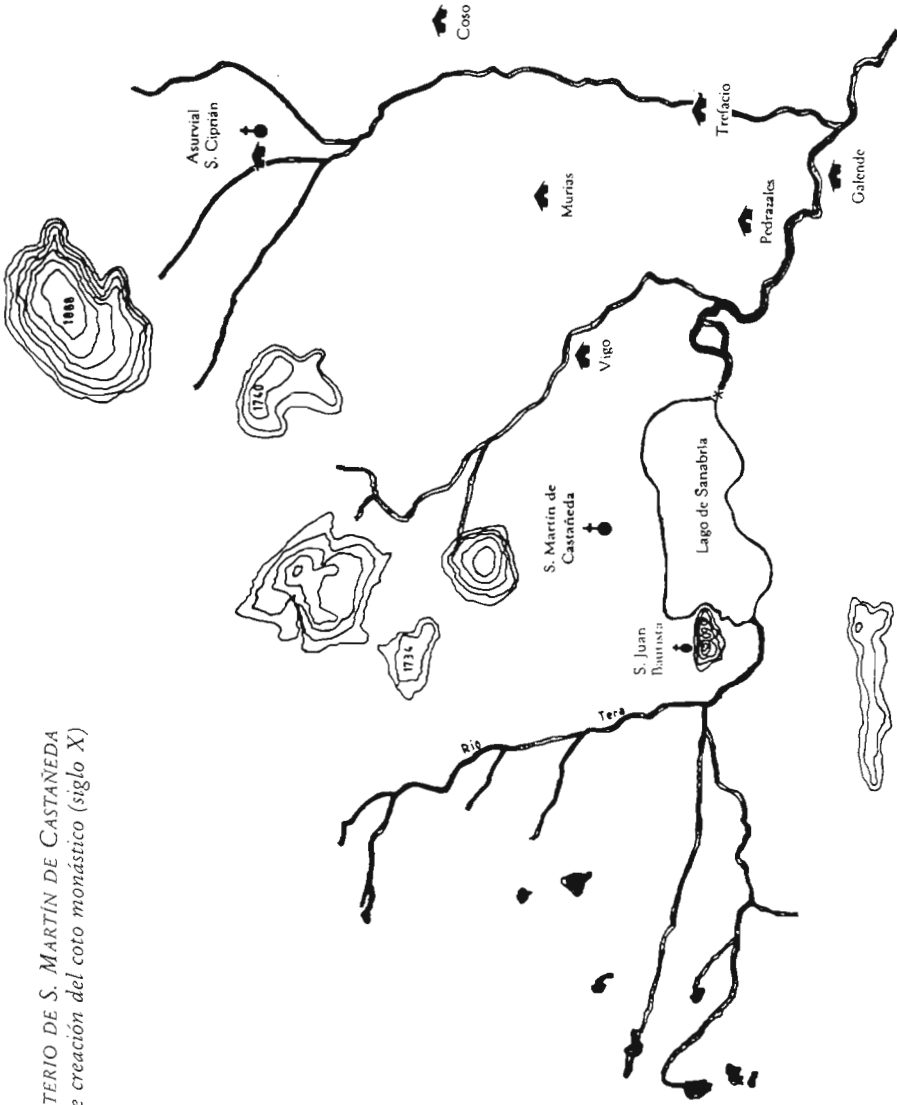 TERIO DE S. MARTÍN DE CASTAÑEDA
e creación del coto monástico (siglo X)
1868
1740
1734
Asurvial
S. Ciprián
Coso
Murias
Trefacio
Pedrazales
Galende
Vigo
S. Martín de
Castañeda
Lago de Sanabria
S. Juan
Bautista
Río Tera